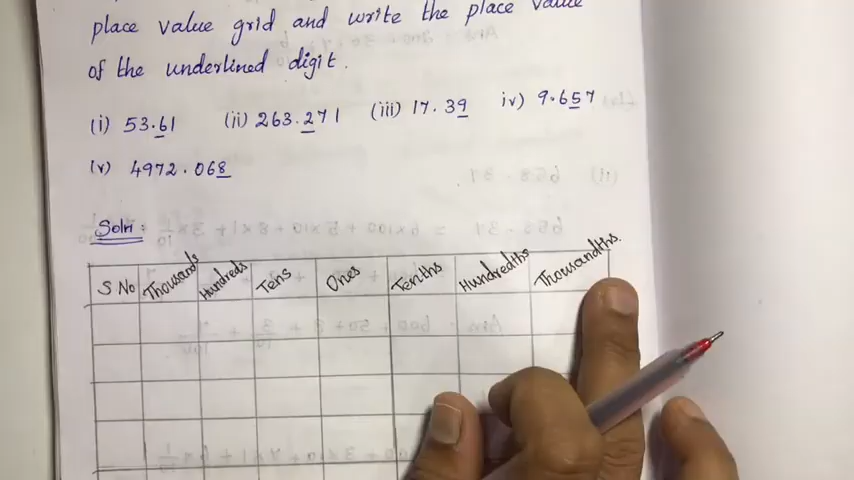 place value grid and write the place value
of the underlined digit.
(i) 53.61 (ii) 263.271 (iii) 17.39 iv) 9.657
(v) 4972.068
Soln :
S No Thousands Hundreds Tens Ones Tenths Hundredths Thousandths.